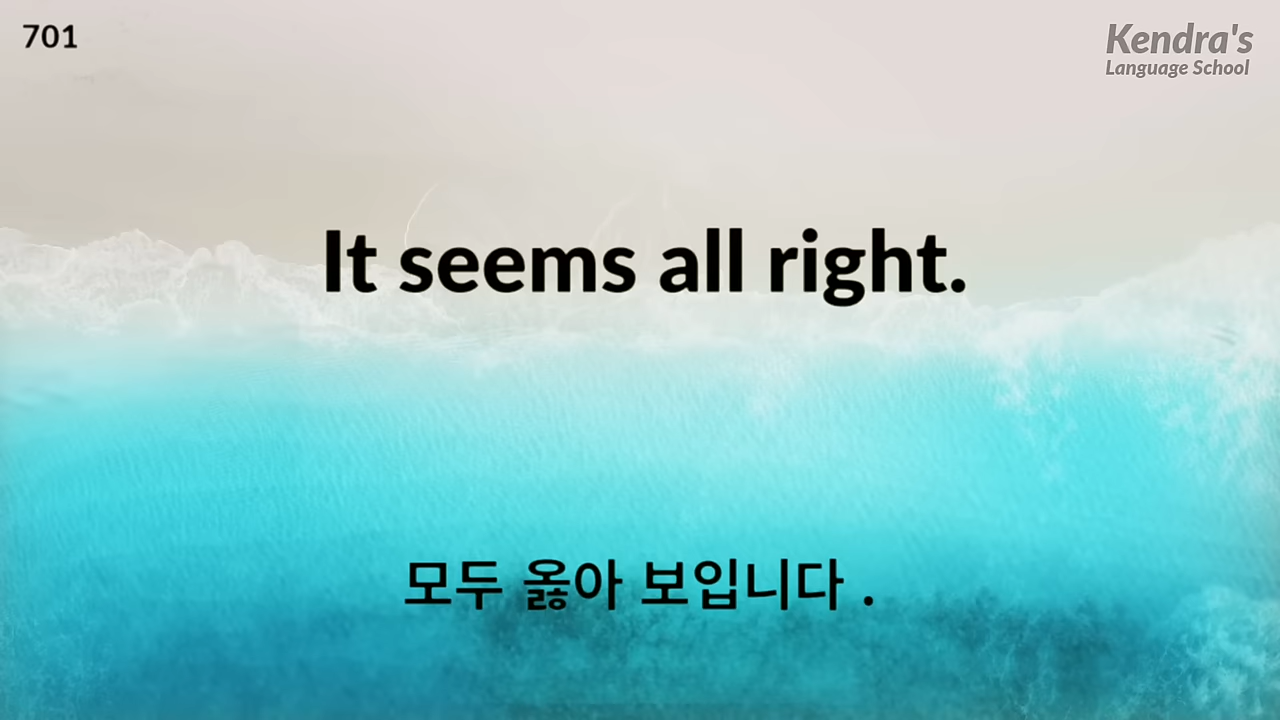 701
Kendra's
Language School
It seems all right.
모두 옳아 보입니다 .